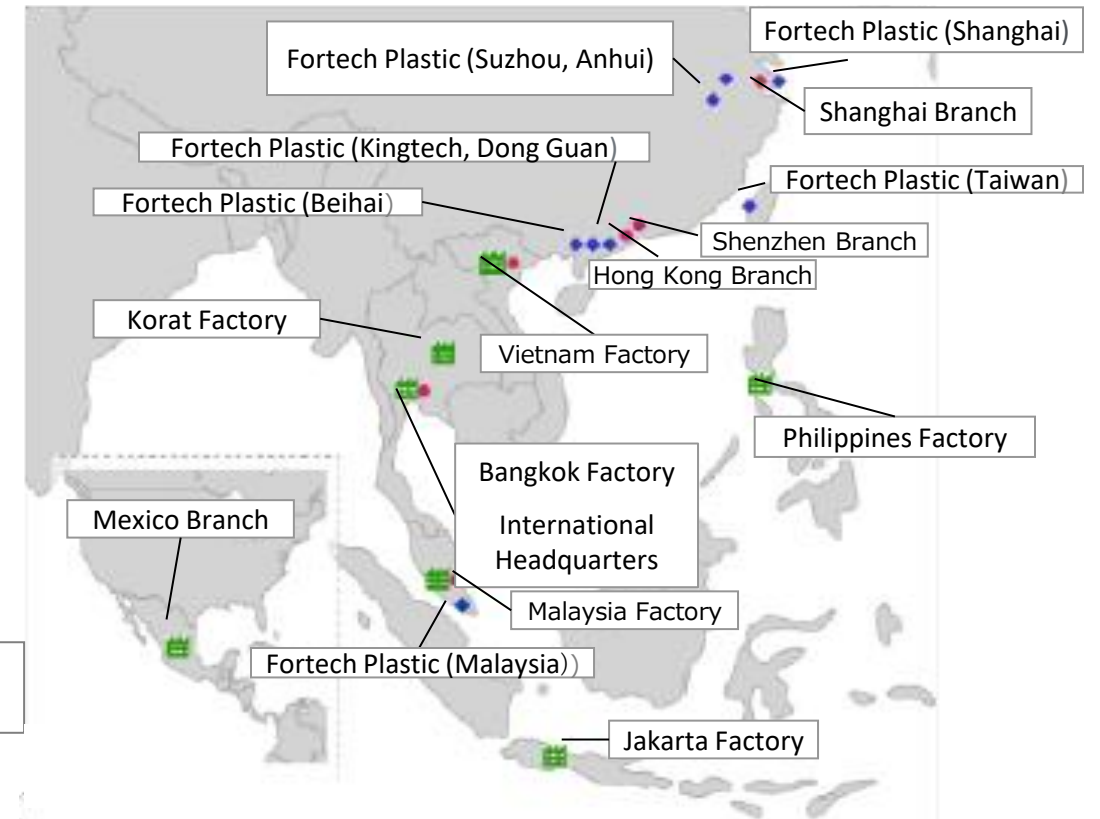 Fortech Plastic (Shanghai)
Fortech Plastic (Suzhou, Anhui)
Shanghai Branch
Fortech Plastic (Kingtech, Dong Guan)
Fortech Plastic (Taiwan)
Fortech Plastic (Beihai)
Shenzhen Branch
Hong Kong Branch
Korat Factory
Vietnam Factory
Philippines Factory
Bangkok Factory
International
Headquarters
Mexico Branch
Malaysia Factory
Fortech Plastic (Malaysia))
Jakarta Factory